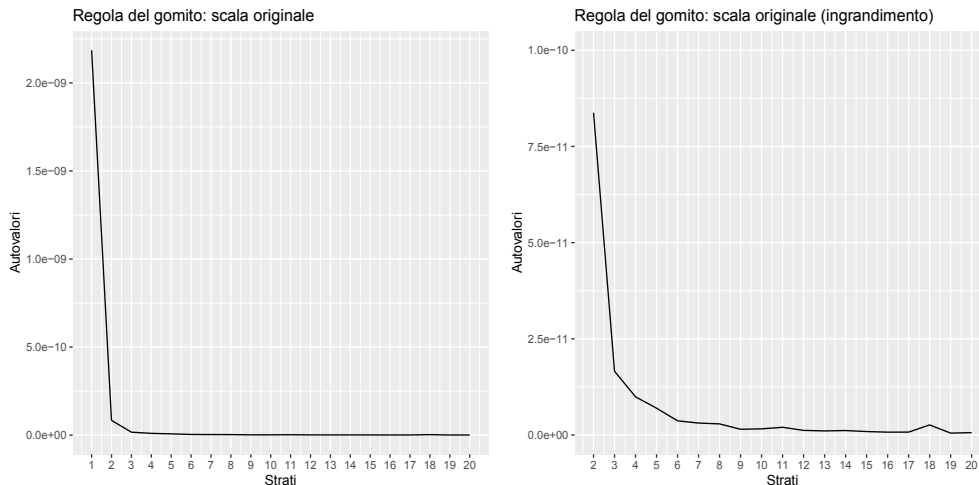 Regola del gomito: scala originale
2.0e−09
1.5e−09
1.0e−09
5.0e−10
0.0e+00
Autovalori
1 2 3 4 5 6 7 8 9 10 11 12 13 14 15 16 17 18 19 20
Strati
Regola del gomito: scala originale (ingrandimento)
1.0e−10
7.5e−11
5.0e−11
2.5e−11
0.0e+00
Autovalori
2 3 4 5 6 7 8 9 10 11 12 13 14 15 16 17 18 19 20
Strati